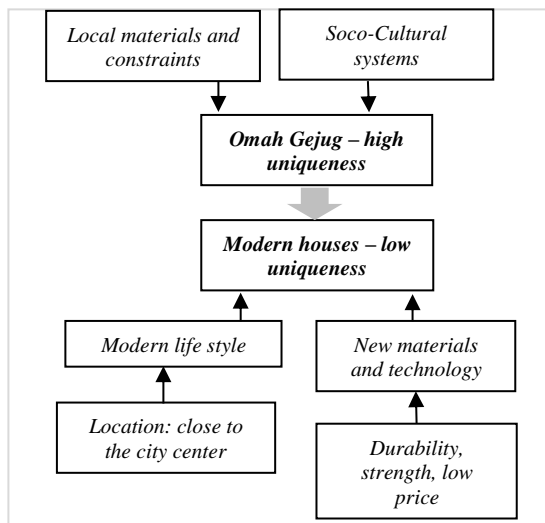 Local materials and
constraints
Soco-Cultural
systems
Omah Gejug – high
uniqueness
Modern houses – low
uniqueness
Modern life style
New materials
and technology
Location: close to
the city center
Durability,
strength, low
price